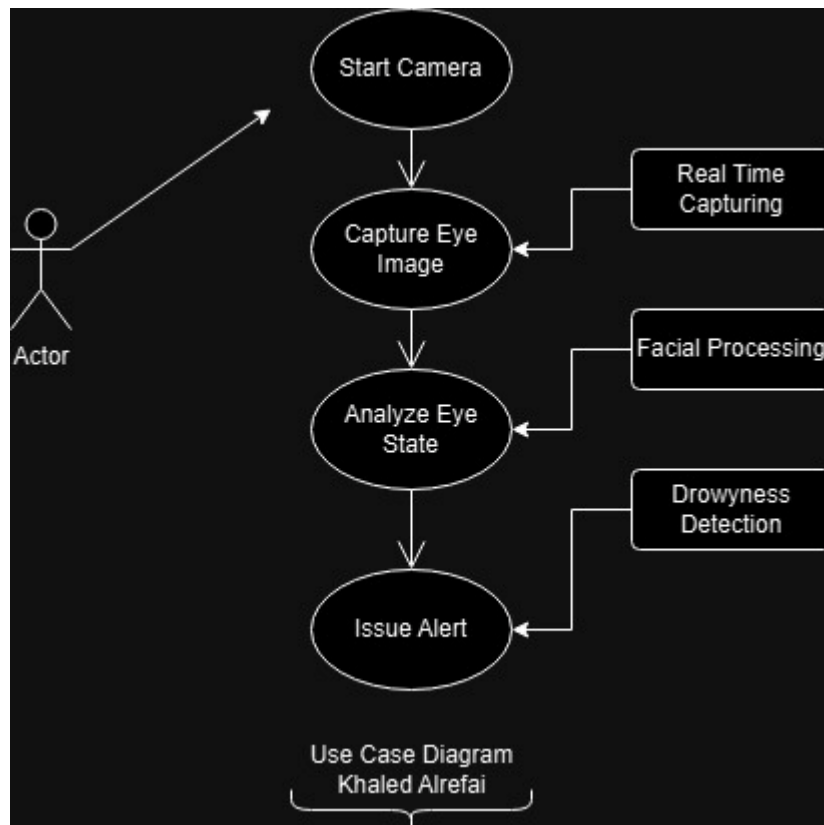 Start Camera
Real Time
Capturing
Capture Eye
Image
Actor
Facial Processing
Analyze Eye
State
Drowyness
Detection
Issue Alert
Use Case Diagram
Khaled Alrefai